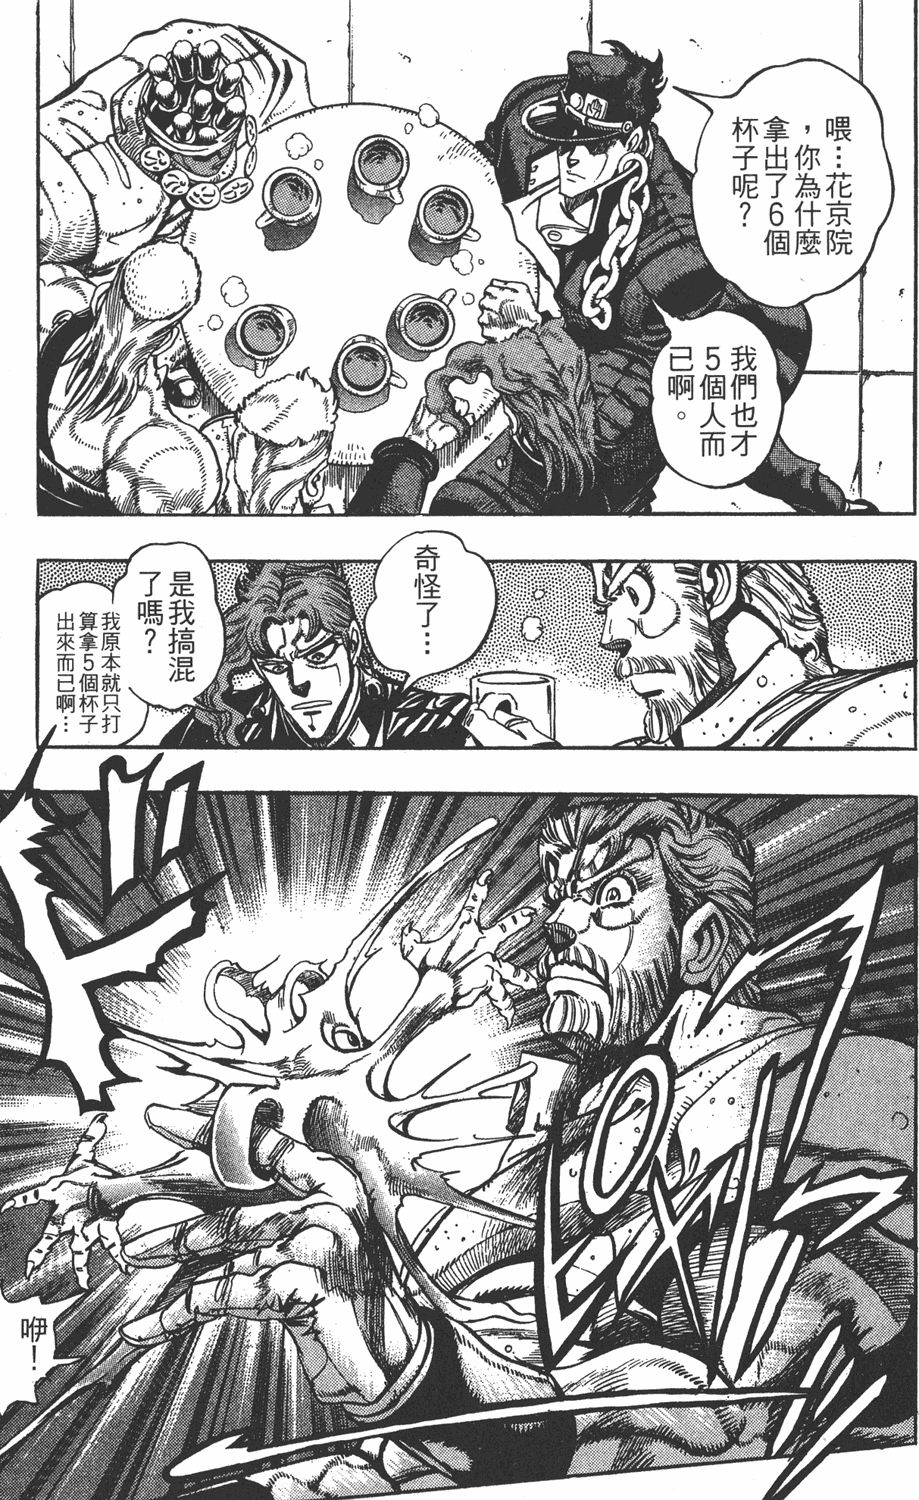 喂…花京院
，你為什麼
拿出了6個
杯子呢？
我們也才
5個人而
已啊。
奇怪了…
是我搞混
了嗎？
我原本就只打
算拿5個杯子
出來而已啊…
咿！